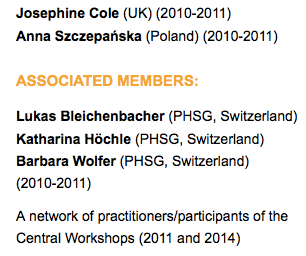 Josephine Cole (UK) (2010-2011)
Anna Szczepańska (Poland) (2010-2011)
ASSOCIATED MEMBERS:
Lukas Bleichenbacher (PHSG, Switzerland)
Katharina Höchle (PHSG, Switzerland)
Barbara Wolfer (PHSG, Switzerland)
(2010-2011)
A network of practitioners/participants of the
Central Workshops (2011 and 2014)